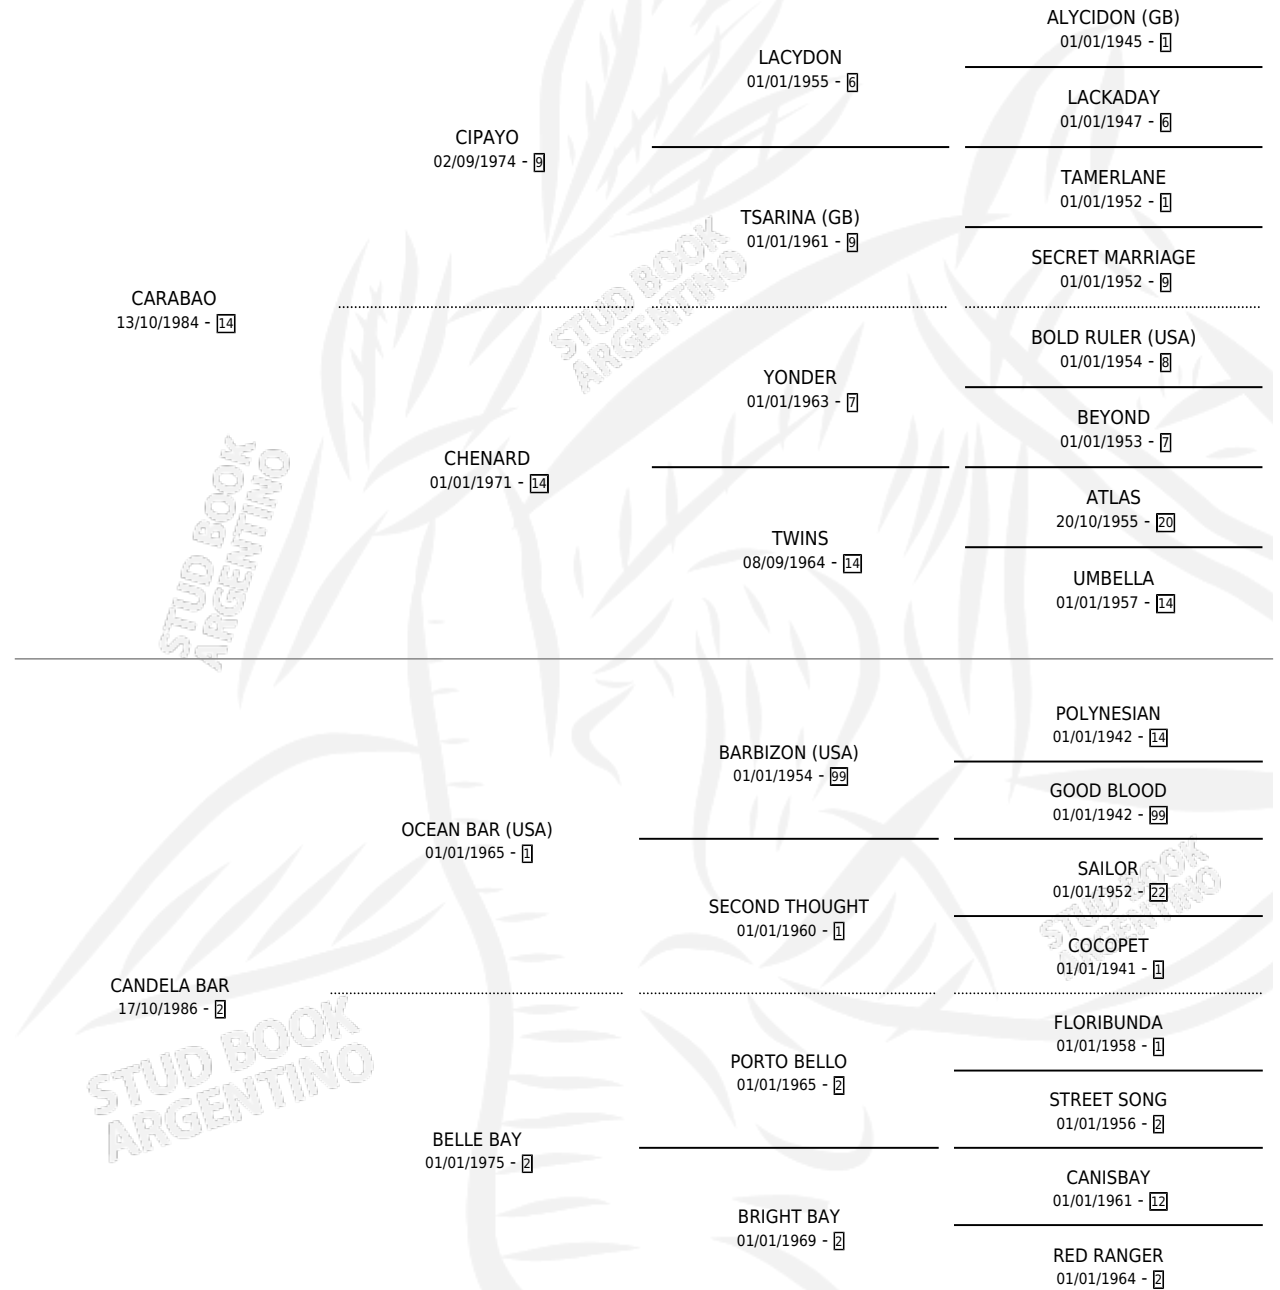 CARABAO
13/10/1984 - 14
CIPAYO
02/09/1974 - 9
LACYDON
01/01/1955 - 6
ALYCIDON (GB)
01/01/1945 - 1
LACKADAY
01/01/1947 - 6
TSARINA (GB)
01/01/1961 - 9
TAMERLANE
01/01/1952 - 1
SECRET MARRIAGE
01/01/1952 - 9
CHENARD
01/01/1971 - 14
YONDER
01/01/1963 - 7
BOLD RULER (USA)
01/01/1954 - 8
BEYOND
01/01/1953 - 7
TWINS
08/09/1964 - 14
ATLAS
20/10/1955 - 20
UMBELLA
01/01/1957 - 14
CANDELA BAR
17/10/1986 - 2
OCEAN BAR (USA)
01/01/1965 - 1
BARBIZON (USA)
01/01/1954 - 99
POLYNESIAN
01/01/1942 - 14
GOOD BLOOD
01/01/1942 - 99
SECOND THOUGHT
01/01/1960 - 1
SAILOR
01/01/1952 - 22
COCOPET
01/01/1941 - 1
BELLE BAY
01/01/1975 - 2
PORTO BELLO
01/01/1965 - 2
FLORIBUNDA
01/01/1958 - 1
STREET SONG
01/01/1956 - 2
BRIGHT BAY
01/01/1969 - 2
CANISBAY
01/01/1961 - 12
RED RANGER
01/01/1964 - 2
STUD BOOK
ARGENTINO
STUD BOOK
ARGENTINO
STUD BOOK
ARGENTINO
STUD BOOK
ARGENTINO